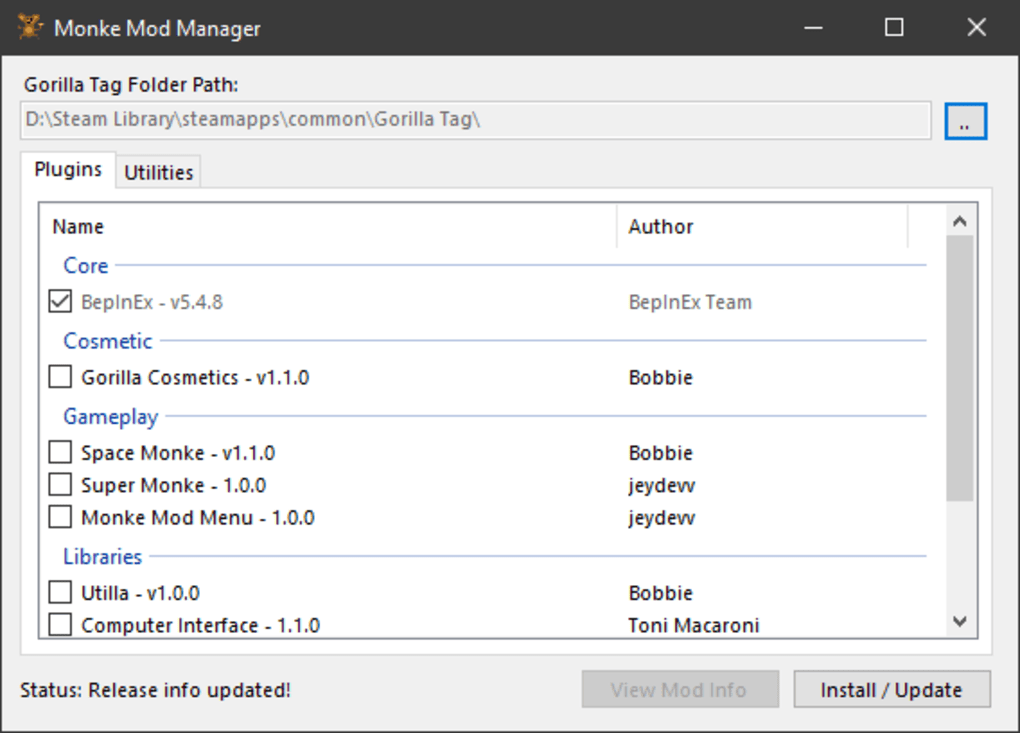 Monke Mod Manager
Gorilla Tag Folder Path:
D:\Steam Library\steamapps\common\Gorilla Tag\
..
Plugins Utilities
Name Author
Core
BepInEx - v5.4.8 BepInEx Team
Cosmetic
Gorilla Cosmetics - v1.1.0 Bobbie
Gameplay
Space Monke - v1.1.0 Bobbie
Super Monke - 1.0.0 jeydevv
Monke Mod Menu - 1.0.0 jeydevv
Libraries
Utilla - v1.0.0 Bobbie
Computer Interface - 1.1.0 Toni Macaroni
Status: Release info updated! View Mod Info Install / Update